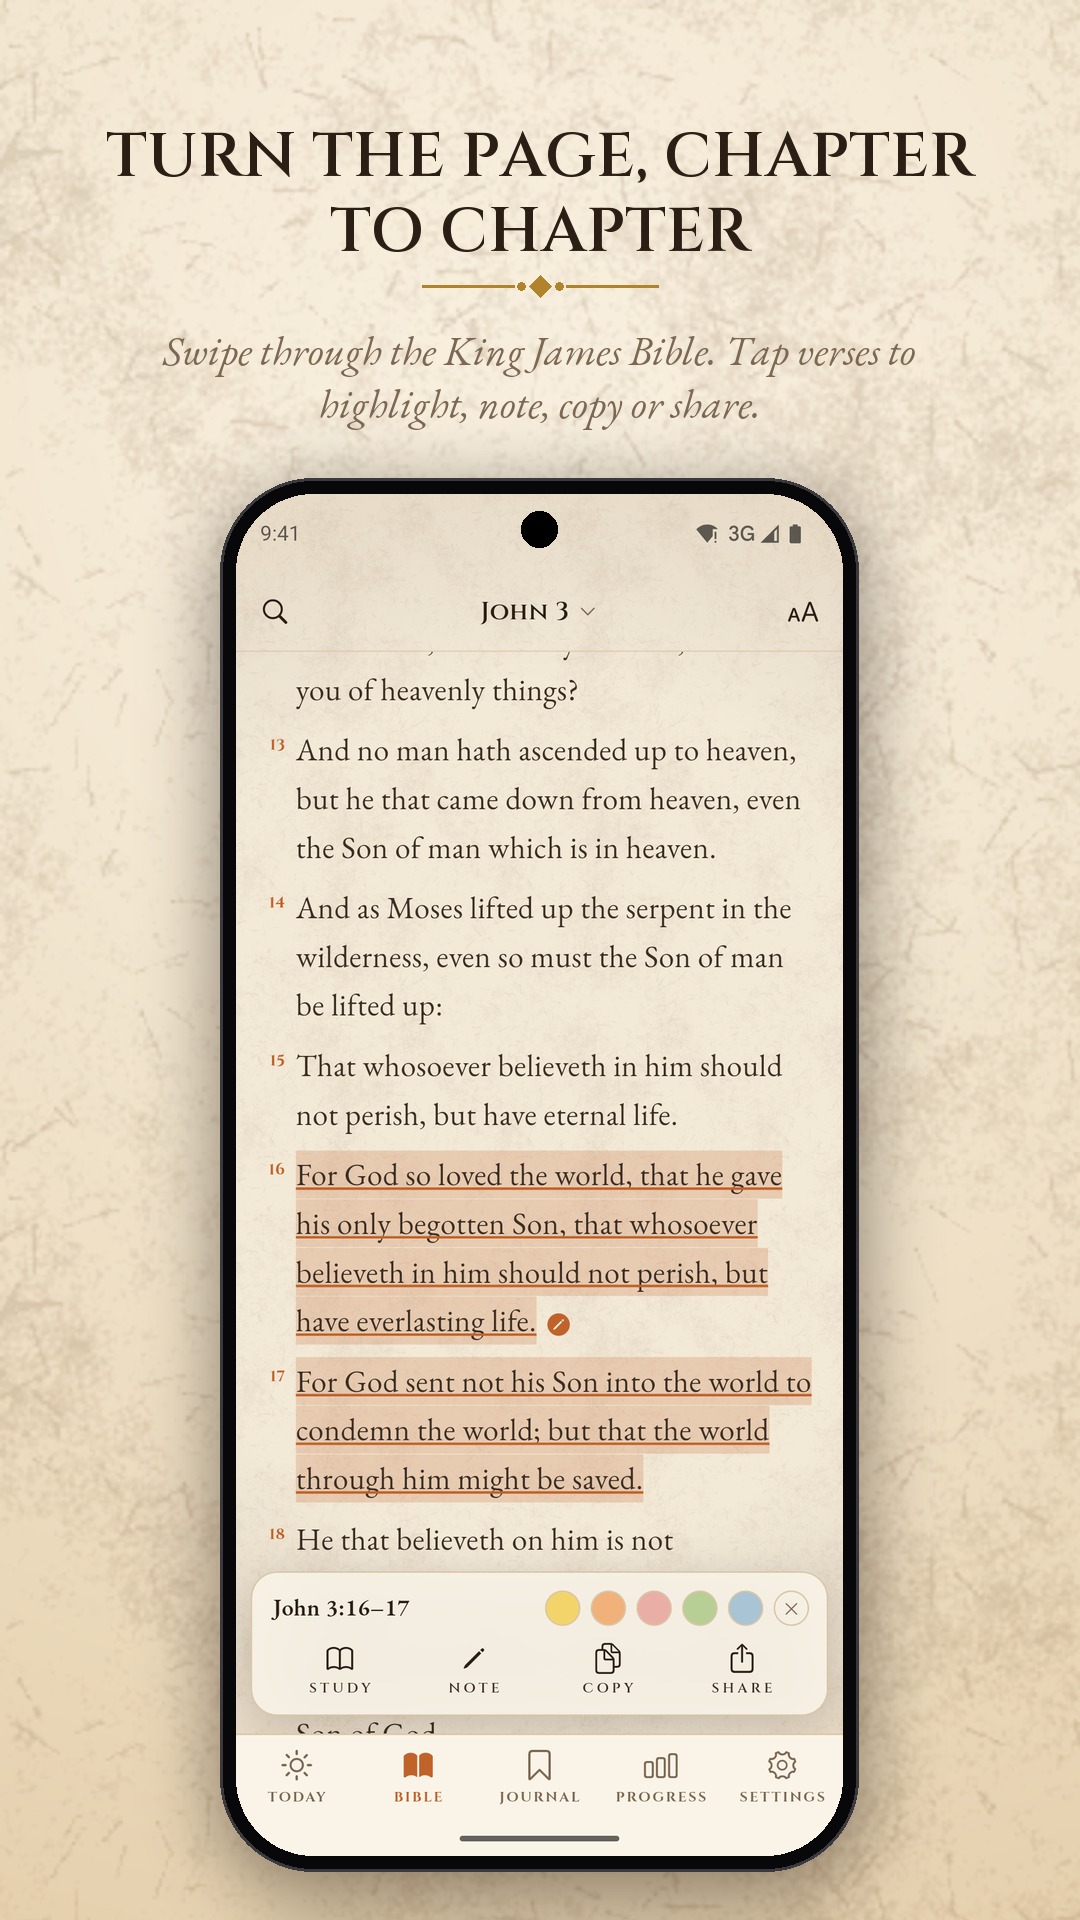 TURN THE PAGE, CHAPTER
TO CHAPTER
Swipe through the King James Bible. Tap verses to
highlight, note, copy or share.
9:41
3G
JOHN 3
AA
you of heavenly things?
13 And no man hath ascended up to heaven,
but he that came down from heaven, even
the Son of man which is in heaven.
14 And as Moses lifted up the serpent in the
wilderness, even so must the Son of man
be lifted up:
15 That whosoever believeth in him should
not perish, but have eternal life.
16 For God so loved the world, that he gave
his only begotten Son, that whosoever
believeth in him should not perish, but
have everlasting life.
17 For God sent not his Son into the world to
condemn the world; but that the world
through him might be saved.
18 He that believeth on him is not
John 3:16–17
STUDY NOTE COPY SHARE
Son of God
TODAY BIBLE JOURNAL PROGRESS SETTINGS